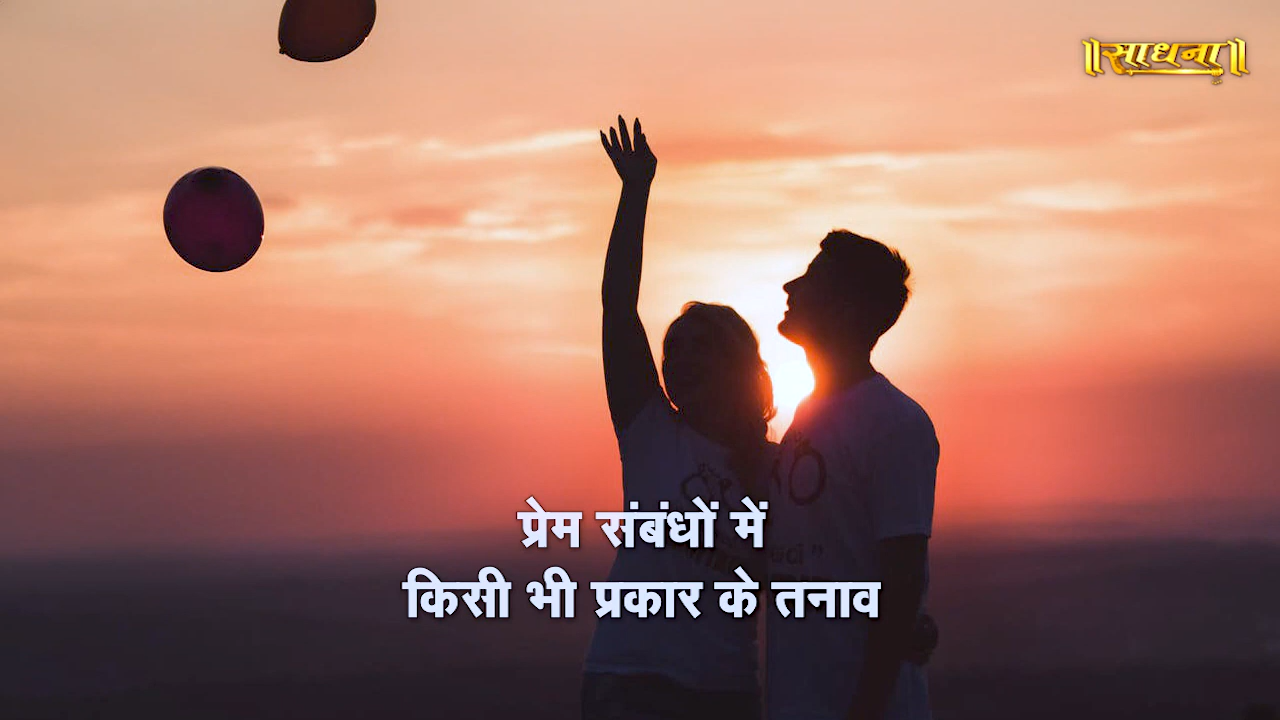 ॥साधना॥
प्रेम संबंधों में
किसी भी प्रकार के तनाव